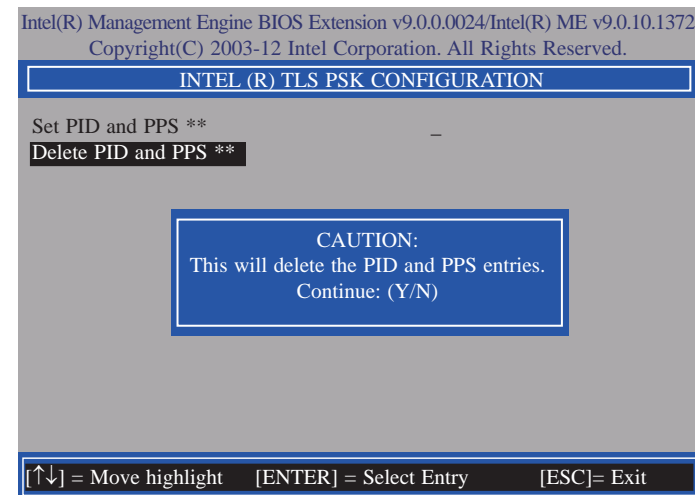 Intel(R) Management Engine BIOS Extension v9.0.0.0024/Intel(R) ME v9.0.10.1372
Copyright(C) 2003-12 Intel Corporation. All Rights Reserved.
INTEL (R) TLS PSK CONFIGURATION
Set PID and PPS ** _
Delete PID and PPS **
CAUTION:
This will delete the PID and PPS entries.
Continue: (Y/N)
[↑↓] = Move highlight [ENTER] = Select Entry [ESC]= Exit